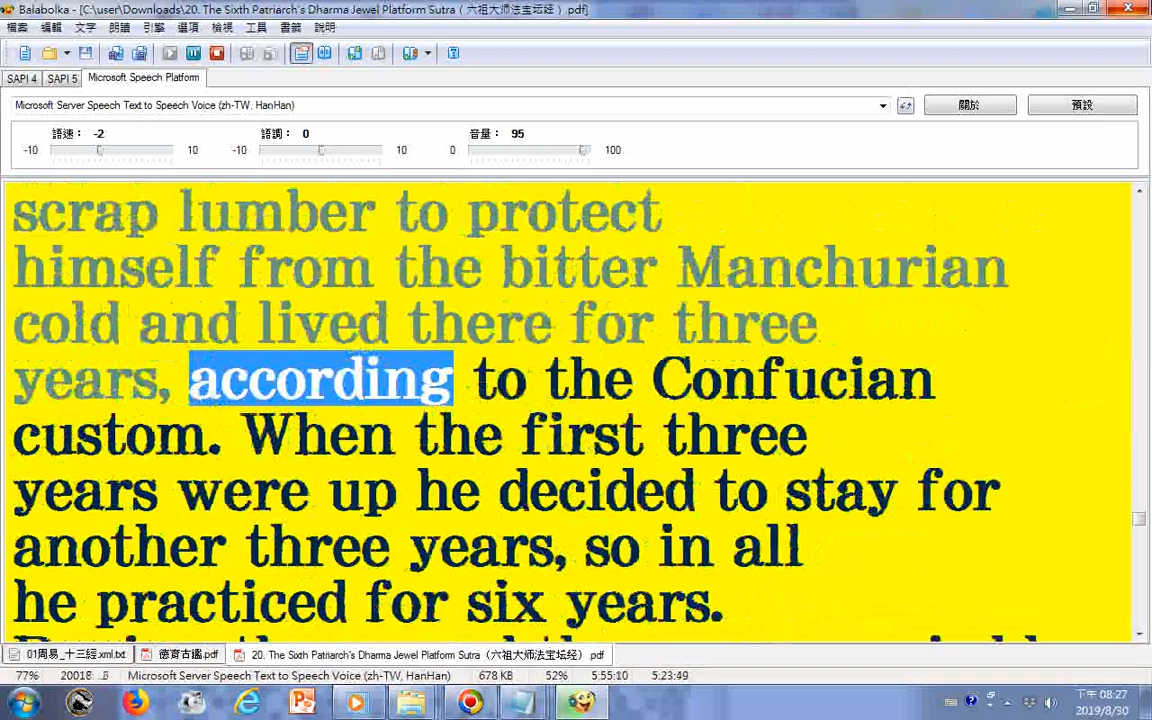 Balabolka - [C:\user\Downloads\20. The Sixth Patriarch's Dharma Jewel Platform Sutra（六祖大师法宝坛经）.pdf]
檔案 編輯 文字 朗讀 引擎 選項 檢視 工具 書籤 說明
SAPI 4 SAPI 5 Microsoft Speech Platform
Microsoft Server Speech Text to Speech Voice (zh-TW, HanHan) 關於 預設
語速： -2 語調： 0 音量： 95
-10 10 -10 10 0 100
scrap lumber to protect
himself from the bitter Manchurian
cold and lived there for three
years, according to the Confucian
custom. When the first three
years were up he decided to stay for
another three years, so in all
he practiced for six years.
01周易_十三經.xml.txt 德育古鑑.pdf 20. The Sixth Patriarch's Dharma Jewel Platform Sutra（六祖大师法宝坛经）.pdf
77% 20018... Microsoft Server Speech Text to Speech Voice (zh-TW, HanHan) 678 KB 52% 5:55:10 5:23:49
下午 08:27
2019/8/30